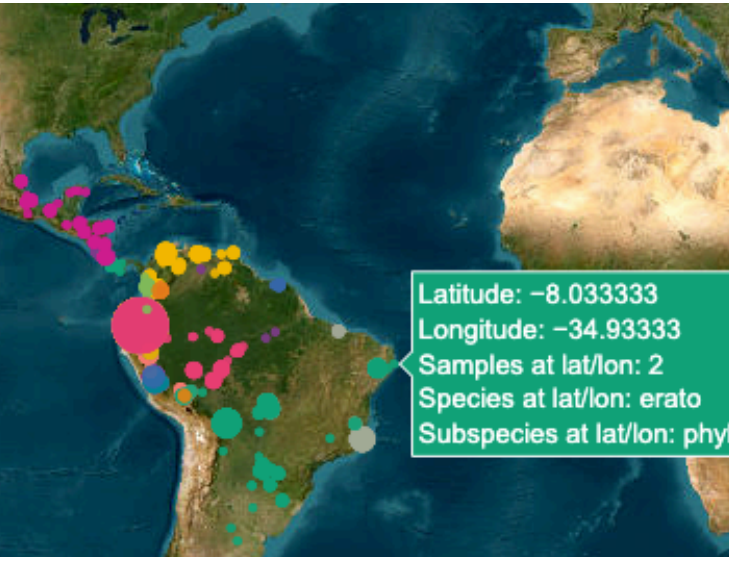 Latitude: −8.033333
Longitude: −34.93333
Samples at lat/lon: 2
Species at lat/lon: erato
Subspecies at lat/lon: phyl